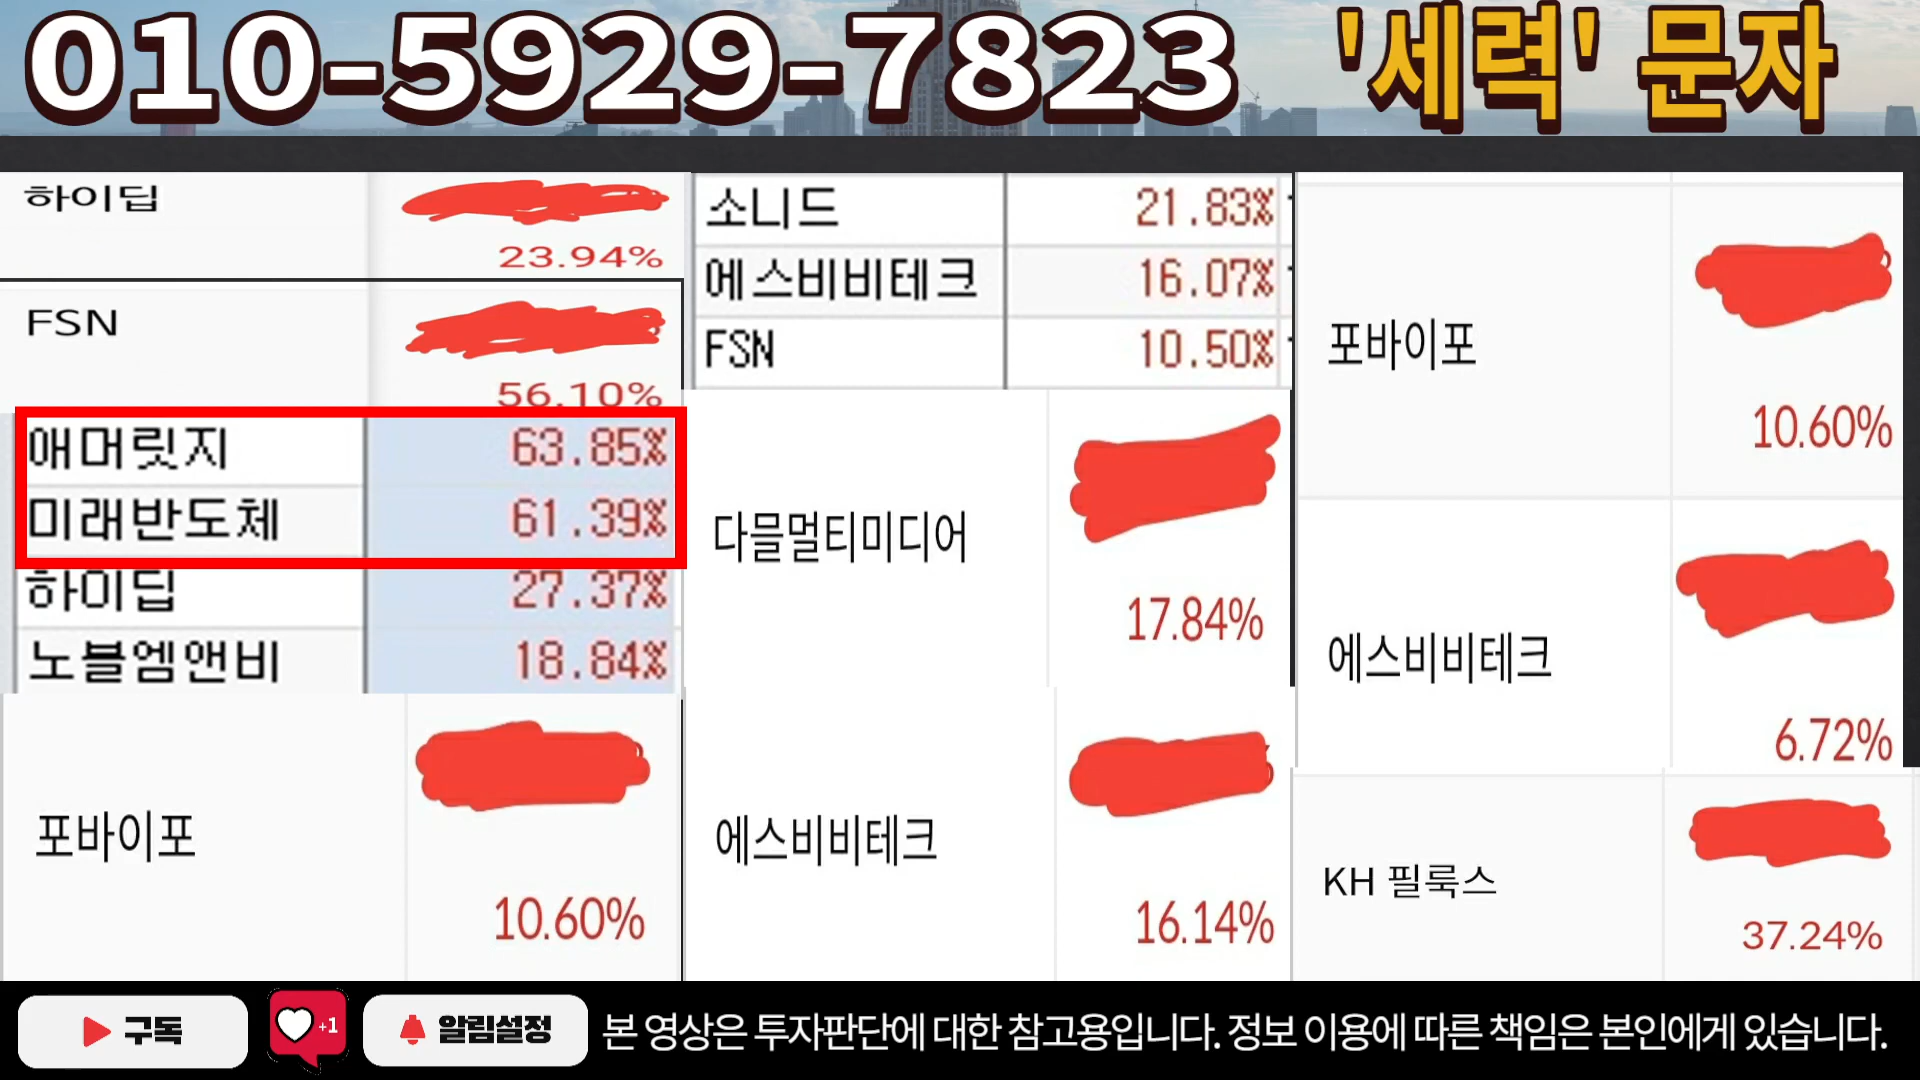 010-5929-7823 '세력' 문자
하이딥
23.94%
FSN
56.10%
애머릿지 63.85%
미래반도체 61.39%
하이딥 27.37%
노블엠앤비 18.84%
포바이포
10.60%
소니드 21.83%
에스비비테크 16.07%
FSN 10.50%
다믈멀티미디어
17.84%
에스비비테크
16.14%
포바이포
10.60%
에스비비테크
6.72%
KH 필룩스
37.24%
구독 +1 알림설정 본 영상은 투자판단에 대한 참고용입니다. 정보 이용에 따른 책임은 본인에게 있습니다.